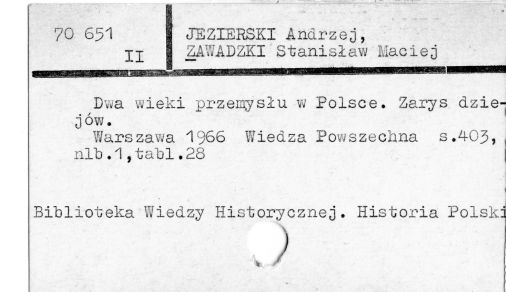 70 651
II
JEZIERSKI Andrzej,
ZAWADZKI Stanisław Maciej
Dwa wieki przemysłu w Polsce. Zarys dzie-
jów.
Warszawa 1966 Wiedza Powszechna s.403,
nlb.1,tabl.28
Biblioteka Wiedzy Historycznej. Historia Polski